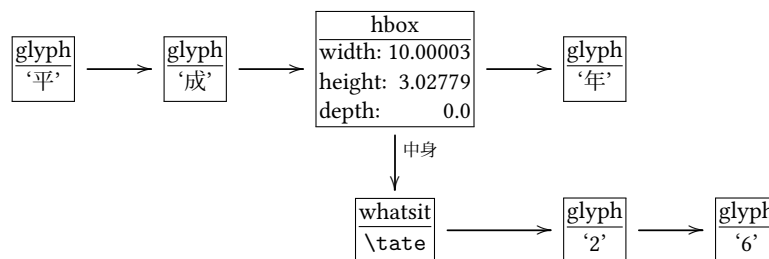 glyph
‘平’
glyph
‘成’
hbox
width: 10.00003
height: 3.02779
depth: 0.0
glyph
‘年’
中身
whatsit
\tate
glyph
‘2’
glyph
‘6’